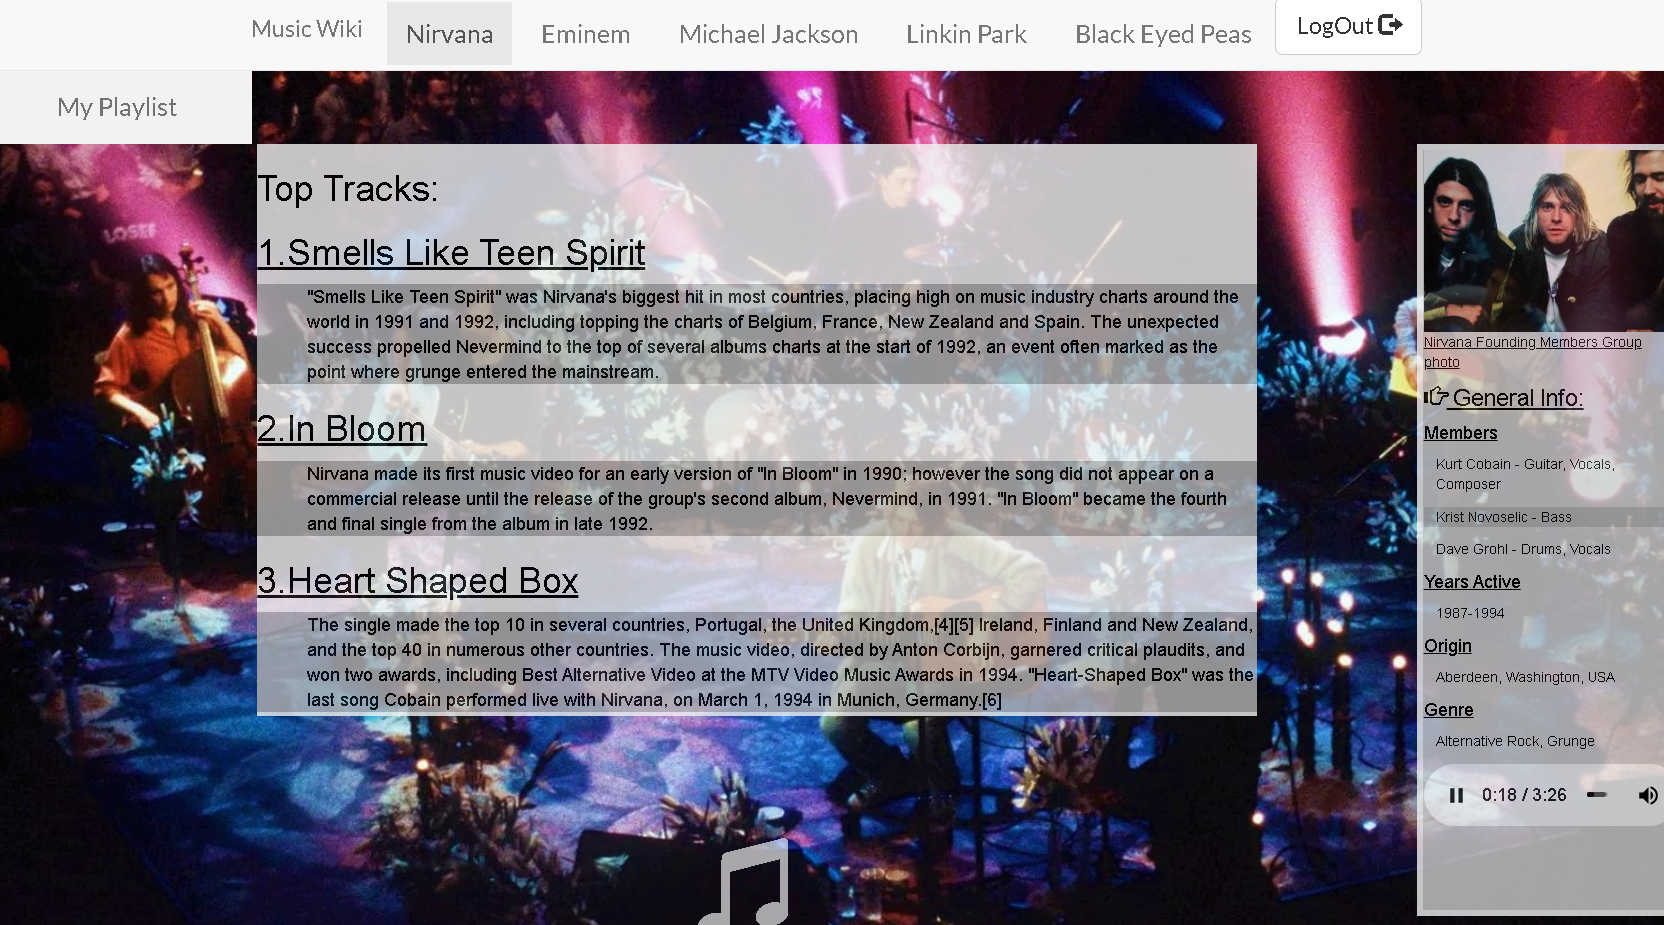 Music Wiki
Nirvana
Eminem
Michael Jackson
Linkin Park
Black Eyed Peas
LogOut
My Playlist
LOSER
Top Tracks:
1.Smells Like Teen Spirit
"Smells Like Teen Spirit" was Nirvana's biggest hit in most countries, placing high on music industry charts around the
world in 1991 and 1992, including topping the charts of Belgium, France, New Zealand and Spain. The unexpected
success propelled Nevermind to the top of several albums charts at the start of 1992, an event often marked as the
point where grunge entered the mainstream.
2.In Bloom
Nirvana made its first music video for an early version of "In Bloom" in 1990; however the song did not appear on a
commercial release until the release of the group's second album, Nevermind, in 1991. "In Bloom" became the fourth
and final single from the album in late 1992.
3.Heart Shaped Box
The single made the top 10 in several countries, Portugal, the United Kingdom,[4][5] Ireland, Finland and New Zealand,
and the top 40 in numerous other countries. The music video, directed by Anton Corbijn, garnered critical plaudits, and
won two awards, including Best Alternative Video at the MTV Video Music Awards in 1994. "Heart-Shaped Box" was the
last song Cobain performed live with Nirvana, on March 1, 1994 in Munich, Germany.[6]
Nirvana Founding Members Group
photo
General Info:
Members
Kurt Cobain - Guitar, Vocals,
Composer
Krist Novoselic - Bass
Dave Grohl - Drums, Vocals
Years Active
1987-1994
Origin
Aberdeen, Washington, USA
Genre
Alternative Rock, Grunge
0:18 / 3:26